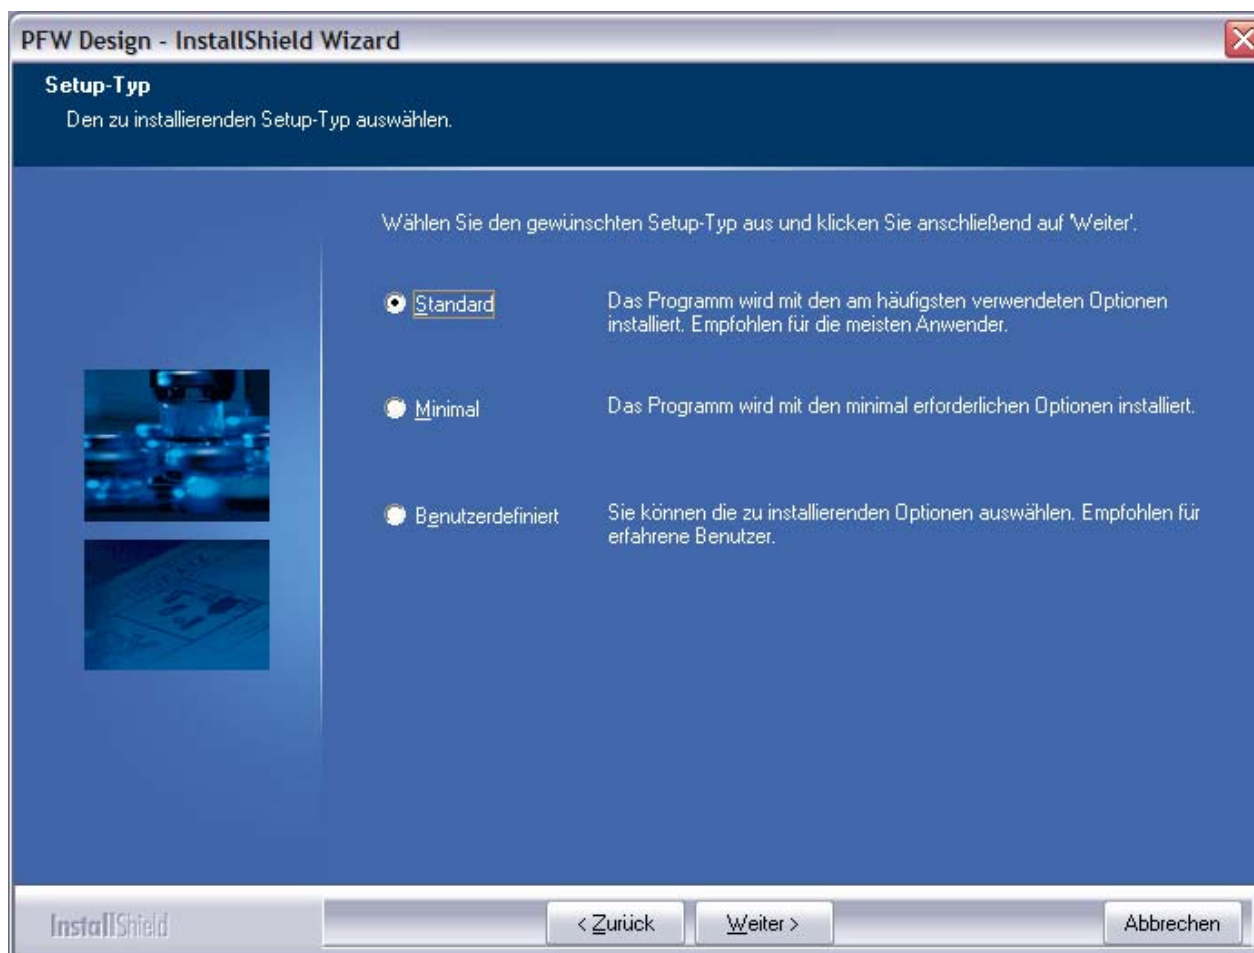 PFW Design - InstallShield Wizard
Setup-Typ
Den zu installierenden Setup-Typ auswählen.
Wählen Sie den gewünschten Setup-Typ aus und klicken Sie anschließend auf 'Weiter'.
Standard
Das Programm wird mit den am häufigsten verwendeten Optionen
installiert. Empfohlen für die meisten Anwender.
Minimal
Das Programm wird mit den minimal erforderlichen Optionen installiert.
Benutzerdefiniert
Sie können die zu installierenden Optionen auswählen. Empfohlen für
erfahrene Benutzer.
InstallShield
< Zurück
Weiter >
Abbrechen